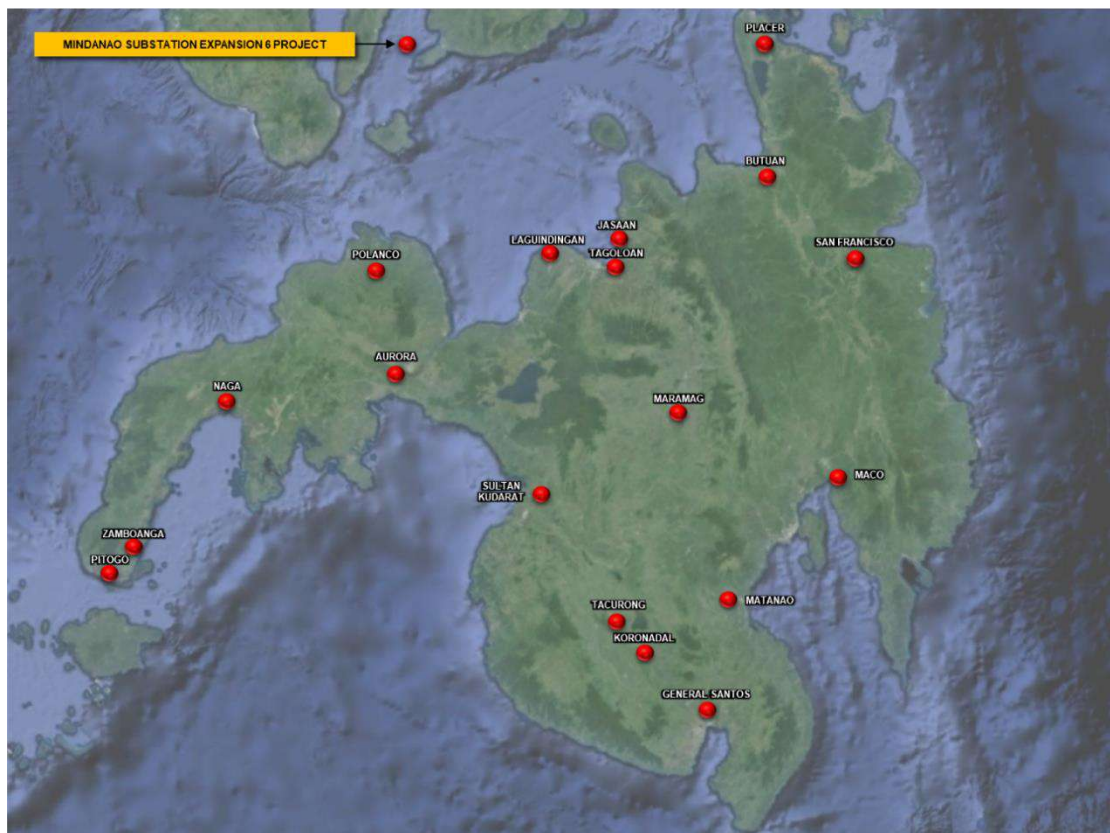 MINDANAO SUBSTATION EXPANSION 6 PROJECT
PLACER
BUTUAN
JASAAN
LAGUINDINGAN
SAN FRANCISCO
TAGOLOAN
POLANCO
AURORA
NAGA
MARAMAG
MACO
SULTAN
KUDARAT
ZAMBOANGA
PITOGO
MATANAO
TACURONG
KORONADAL
GENERAL SANTOS